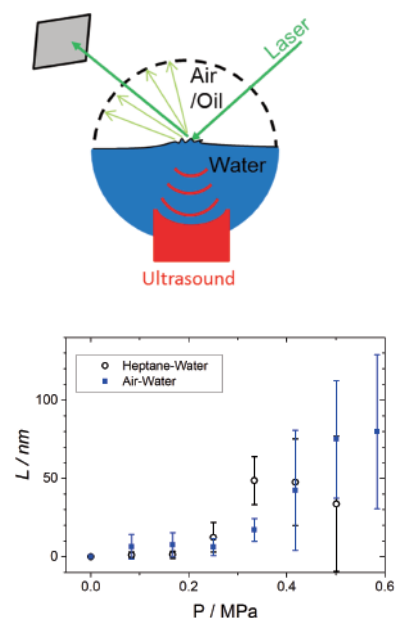 Laser
Air
/Oil
Water
Ultrasound
Heptane-Water
Air-Water
100
50
0
L / nm
0.0
0.2
0.4
0.6
P / MPa